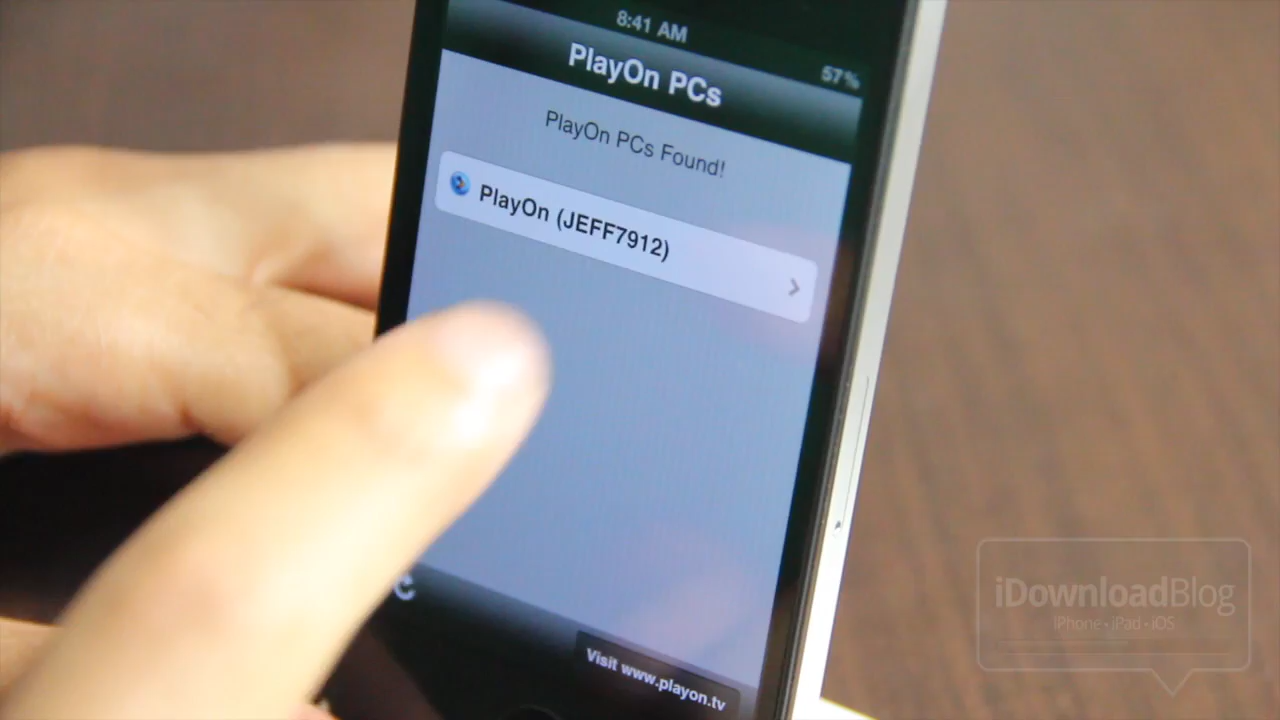 8:41 AM
57%
PlayOn PCs
PlayOn PCs Found!
PlayOn (JEFF7912)
Visit www.playon.tv
iDownloadBlog
iPhone • iPad • iOS